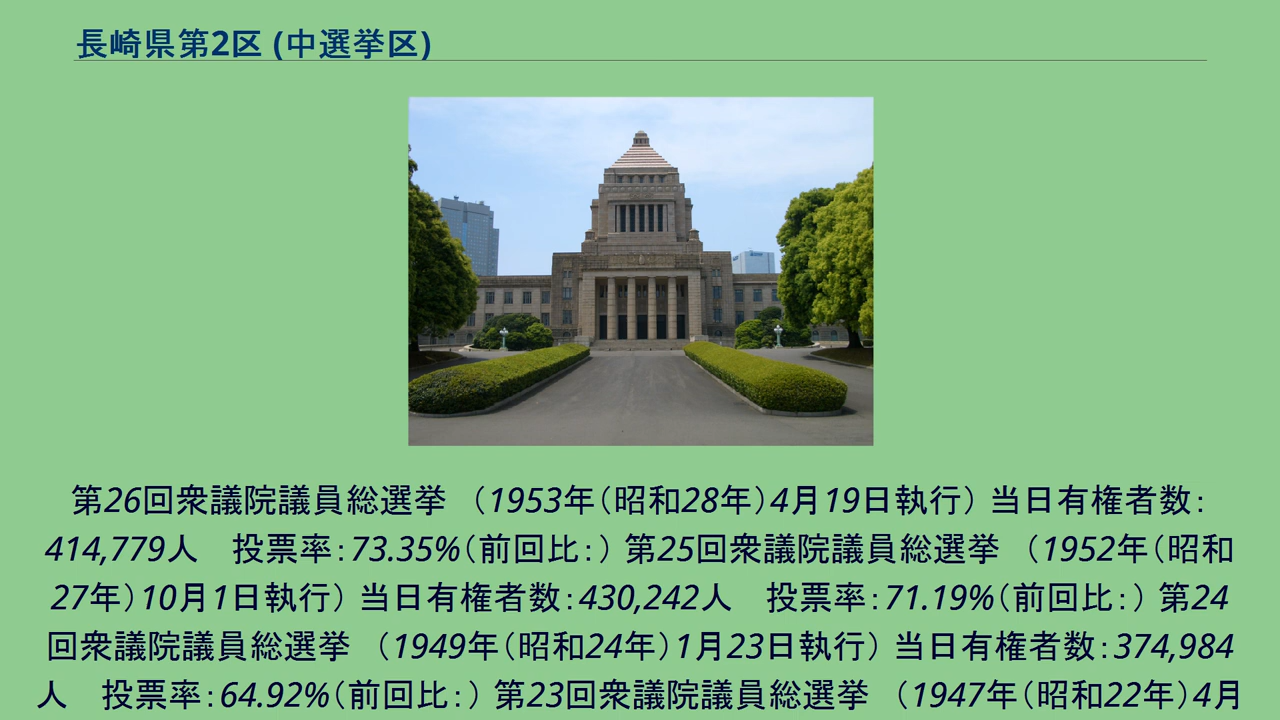 長崎県第2区 (中選挙区)
第26回衆議院議員総選挙　（1953年（昭和28年）4月19日執行） 当日有権者数：
414,779人　投票率：73.35%（前回比：） 第25回衆議院議員総選挙　（1952年（昭和
27年）10月1日執行） 当日有権者数：430,242人　投票率：71.19%（前回比：） 第24
回衆議院議員総選挙　（1949年（昭和24年）1月23日執行） 当日有権者数：374,984
人　投票率：64.92%（前回比：） 第23回衆議院議員総選挙　（1947年（昭和22年）4月